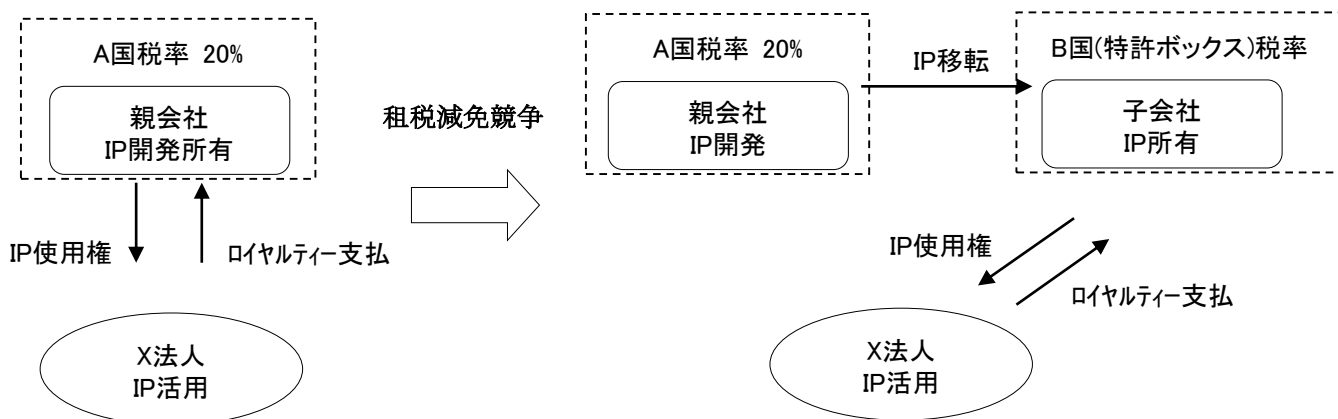 A国税率 20%
親会社
IP開発所有
IP使用権
ロイヤルティー支払
X法人
IP活用
租税減免競争
A国税率 20%
親会社
IP開発
IP移転
B国(特許ボックス)税率
子会社
IP所有
IP使用権
ロイヤルティー支払
X法人
IP活用